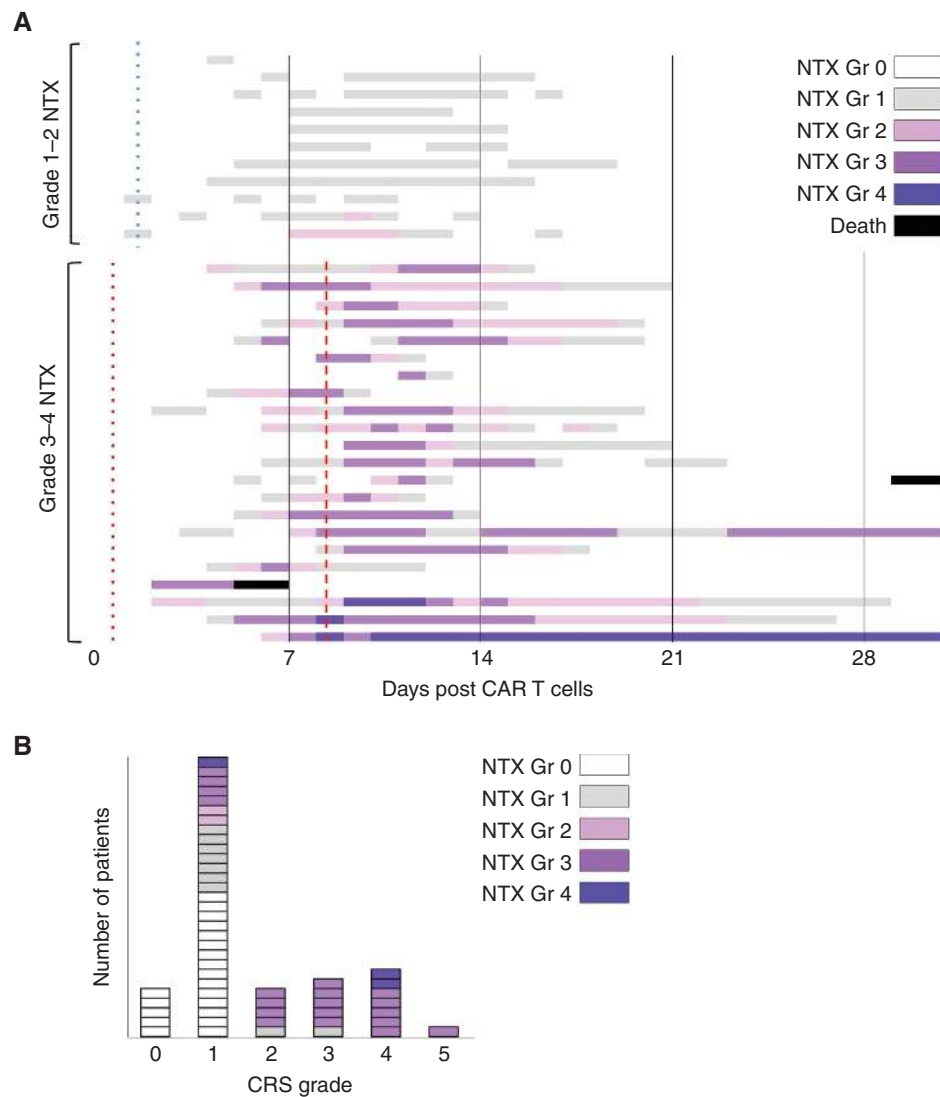 A
Grade 1–2 NTX
Grade 3–4 NTX
NTX Gr 0
NTX Gr 1
NTX Gr 2
NTX Gr 3
NTX Gr 4
Death
0 7 14 21 28
Days post CAR T cells
B
Number of patients
NTX Gr 0
NTX Gr 1
NTX Gr 2
NTX Gr 3
NTX Gr 4
0 1 2 3 4 5
CRS grade